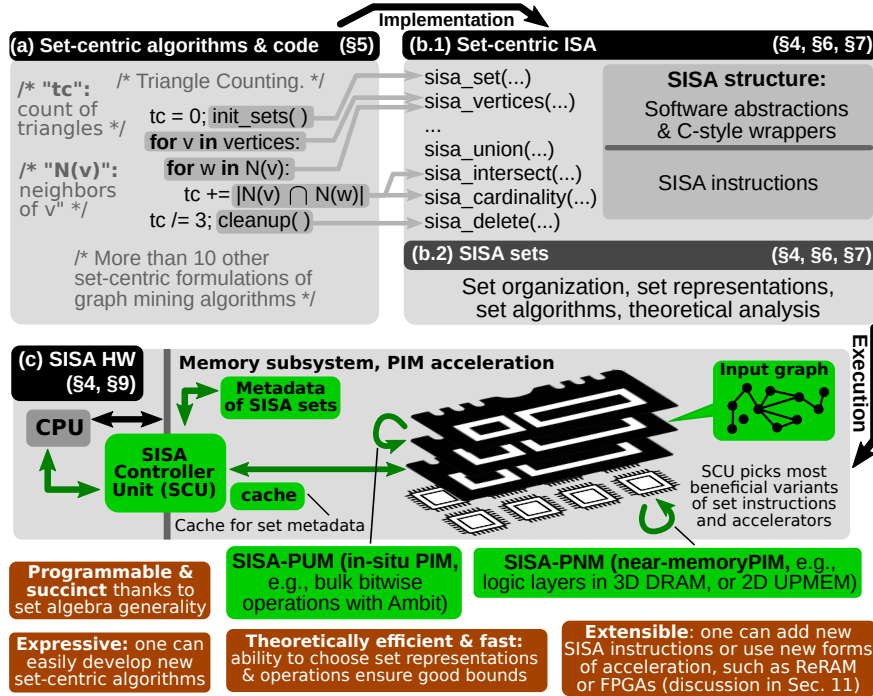 Implementation
(a) Set-centric algorithms & code (§5)
/* "tc":
count of
triangles */
/* "N(v)":
neighbors
of v" */
/* Triangle Counting. */
tc = 0; init_sets( )
for v in vertices:
for w in N(v):
tc += |N(v) ⋂ N(w)|
tc /= 3; cleanup( )
/* More than 10 other
set-centric formulations of
graph mining algorithms */
(b.1) Set-centric ISA (§4, §6, §7)
sisa_set(...)
sisa_vertices(...)
...
sisa_union(...)
sisa_intersect(...)
sisa_cardinality(...)
sisa_delete(...)
SISA structure:
Software abstractions
& C-style wrappers
SISA instructions
(b.2) SISA sets (§4, §6, §7)
Set organization, set representations,
set algorithms, theoretical analysis
Execution
(c) SISA HW
(§4, §9)
Memory subsystem, PIM acceleration
CPU
Metadata
of SISA sets
SISA
Controller
Unit (SCU)
cache
Cache for set metadata
Input graph
SCU picks most
beneficial variants
of set instructions
and accelerators
SISA-PUM (in-situ PIM,
e.g., bulk bitwise
operations with Ambit)
SISA-PNM (near-memoryPIM, e.g.,
logic layers in 3D DRAM, or 2D UPMEM)
Programmable &
succinct thanks to
set algebra generality
Expressive: one can
easily develop new
set-centric algorithms
Theoretically efficient & fast:
ability to choose set representations
& operations ensure good bounds
Extensible: one can add new
SISA instructions or use new forms
of acceleration, such as ReRAM
or FPGAs (discussion in Sec. 11)